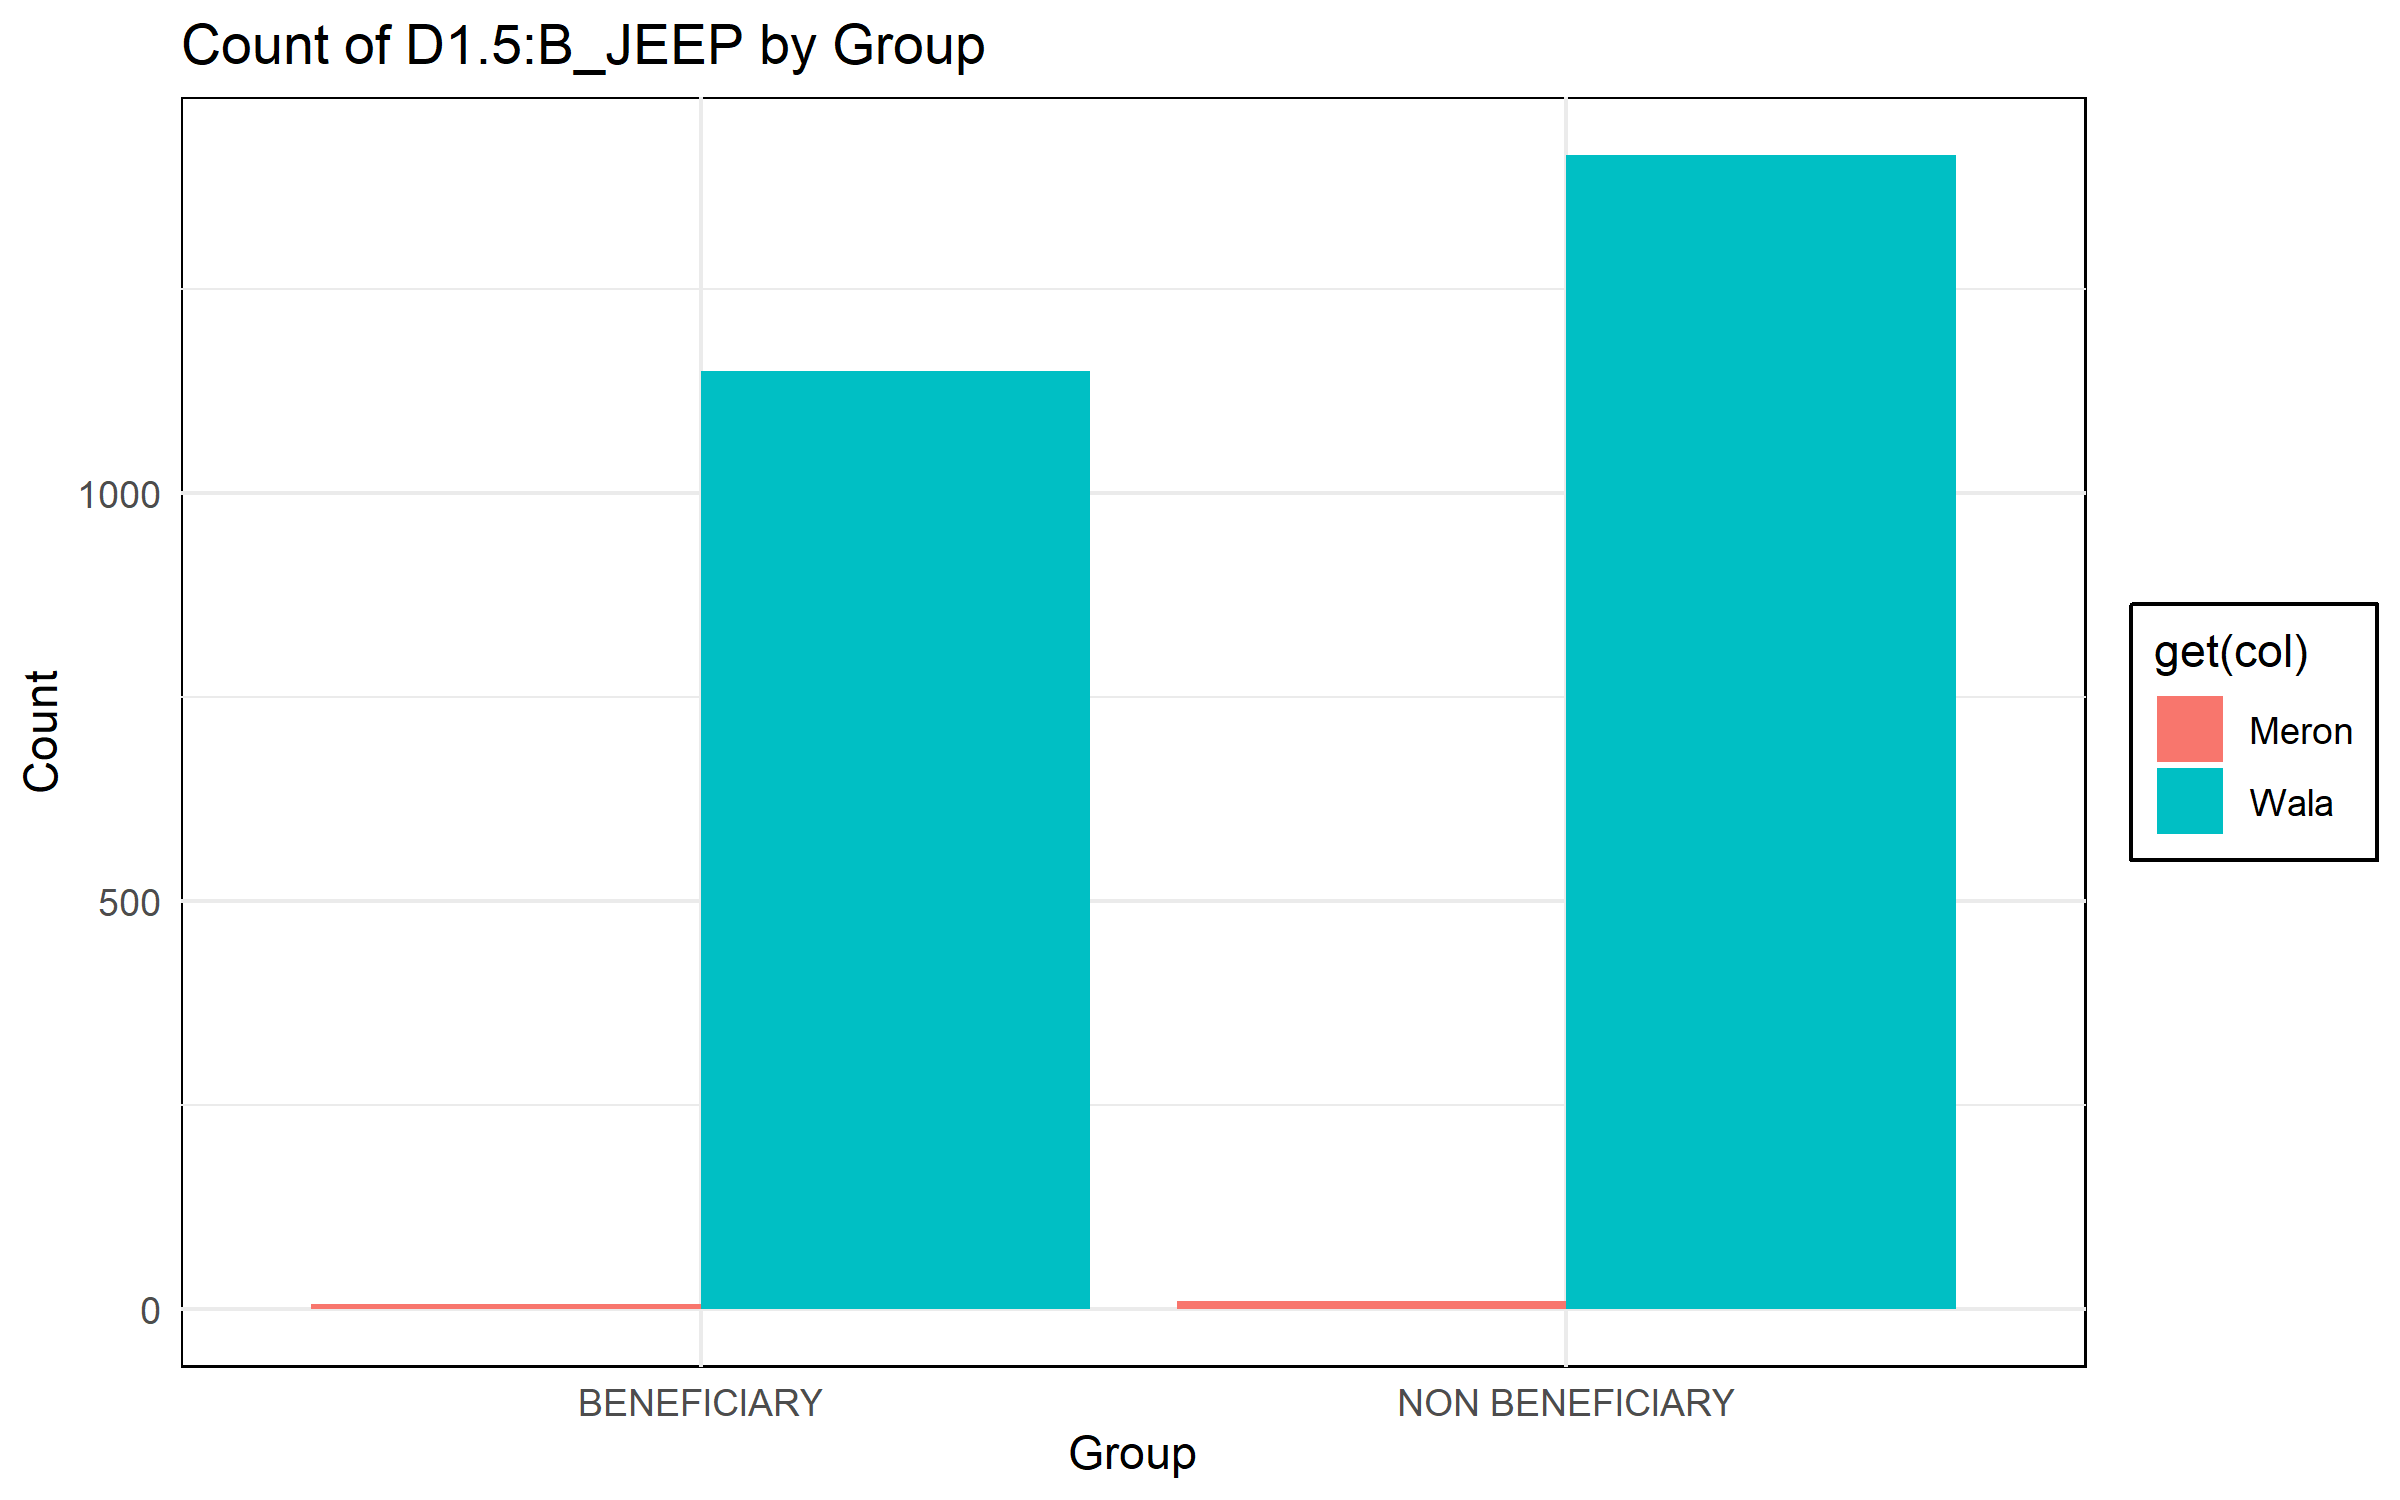 Count of D1.5:B_JEEP by Group
Count
1000
500
0
BENEFICIARY
NON BENEFICIARY
Group
get(col)
Meron
Wala